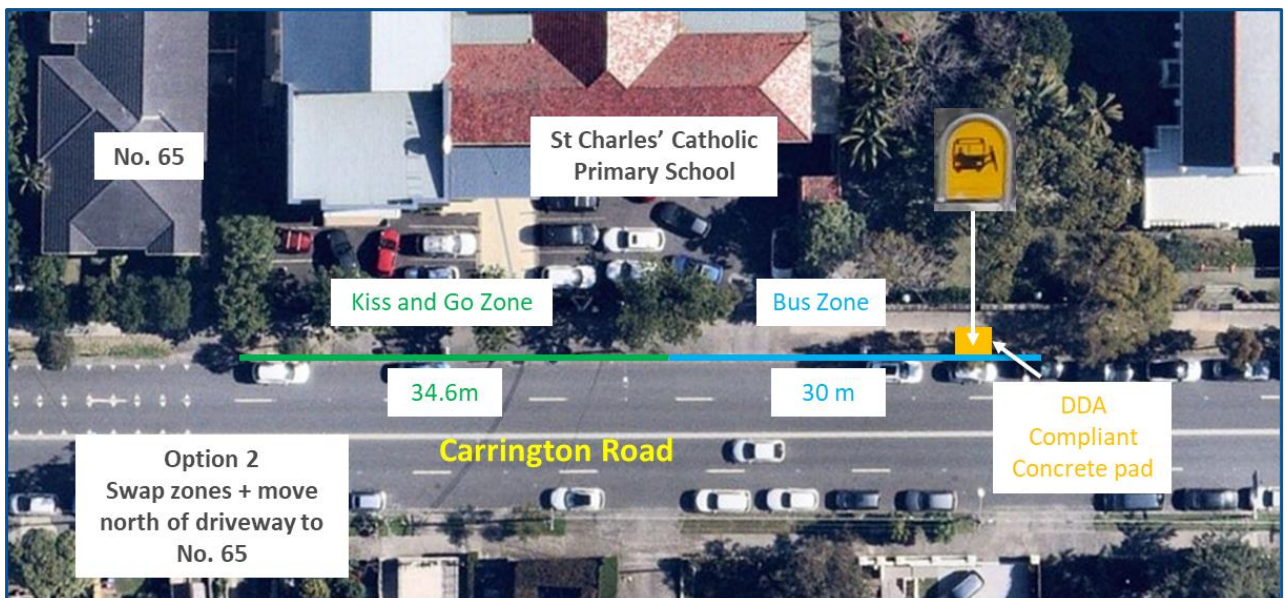 No. 65
St Charles' Catholic
Primary School
Kiss and Go Zone
Bus Zone
34.6m
30 m
Carrington Road
DDA
Compliant
Concrete pad
Option 2
Swap zones + move
north of driveway to
No. 65